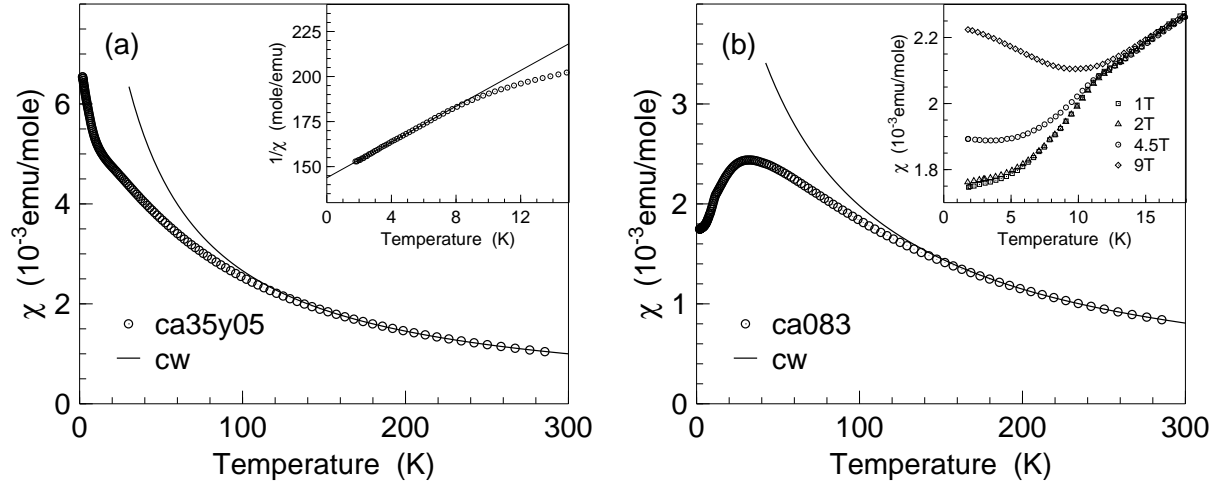 (a)
χ (10⁻³emu/mole)
6
4
2
0
0
100
200
300
Temperature (K)
ca35y05
cw
1/χ (mole/emu)
225
200
175
150
0
4
8
12
Temperature (K)
(b)
χ (10⁻³emu/mole)
3
2
1
0
0
100
200
300
Temperature (K)
ca083
cw
χ (10⁻³emu/mole)
2.2
2
1.8
0
5
10
15
Temperature (K)
1T
2T
4.5T
9T